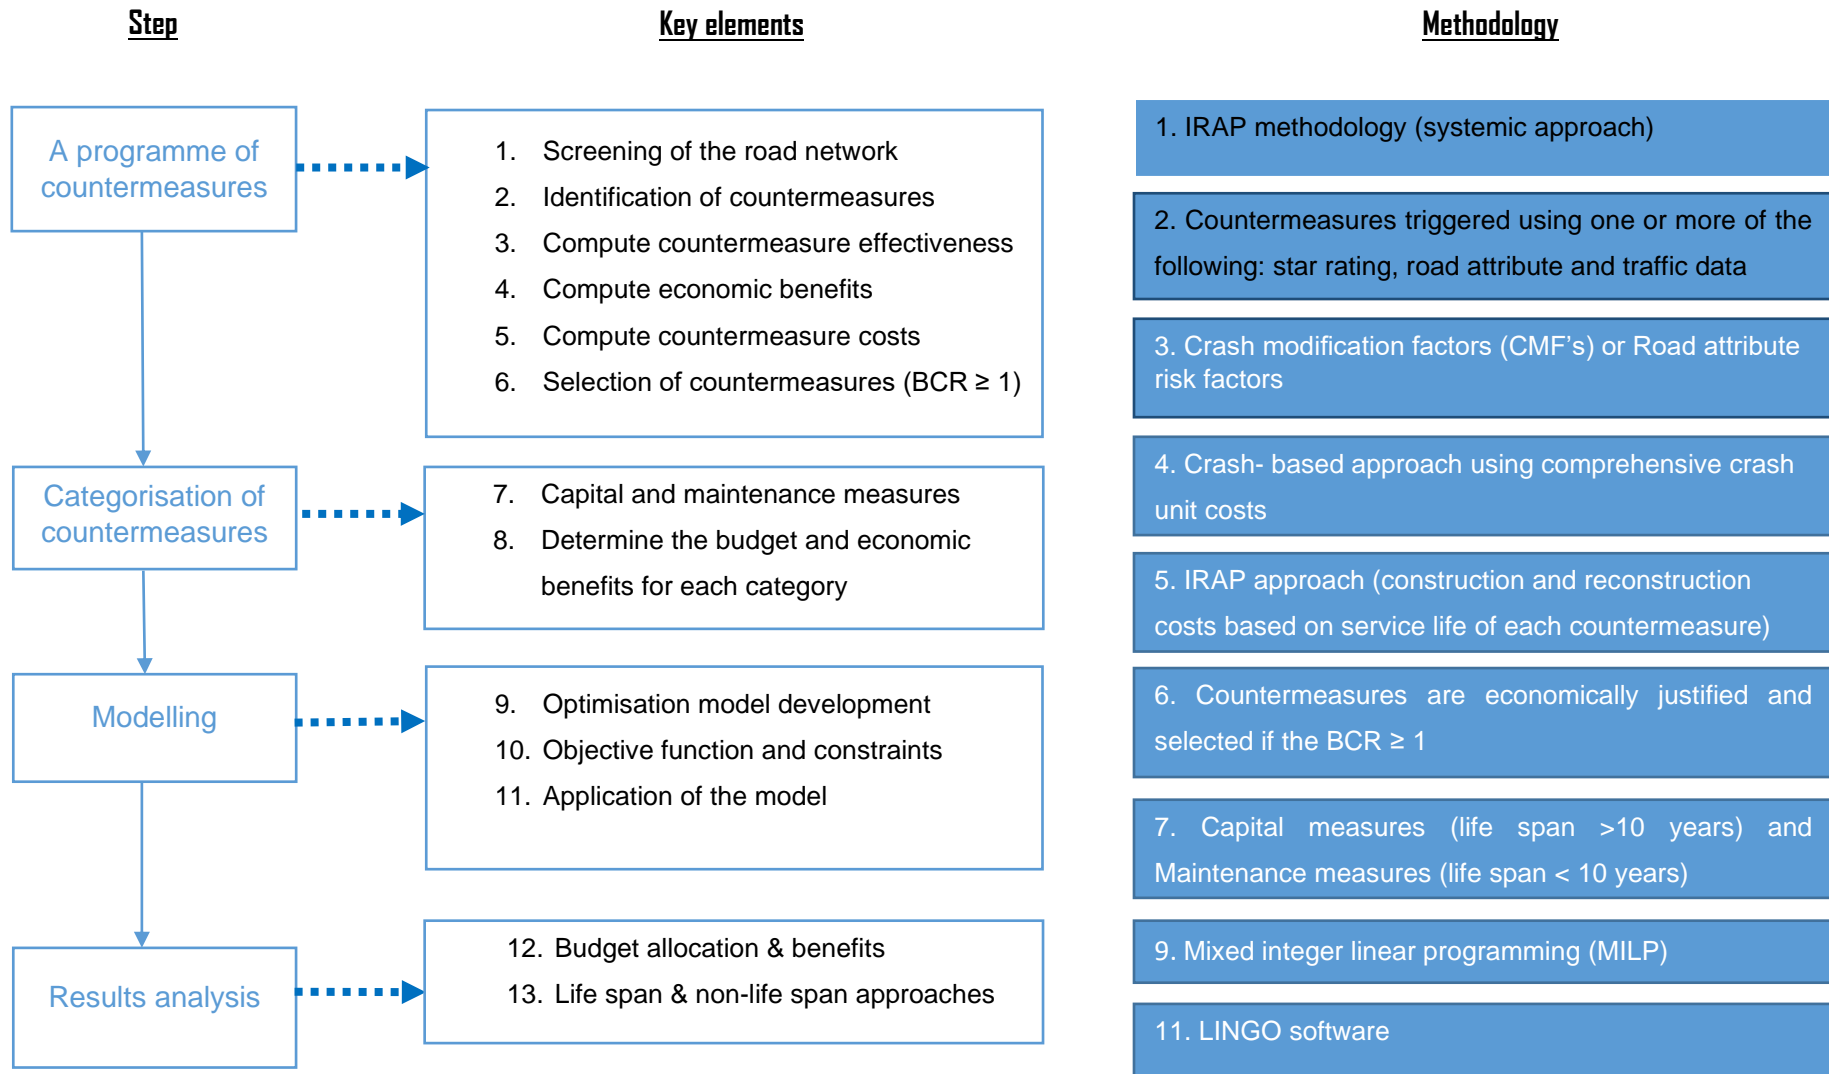 Step
Key elements
Methodology
A programme of
countermeasures
1. Screening of the road network
2. Identification of countermeasures
3. Compute countermeasure effectiveness
4. Compute economic benefits
5. Compute countermeasure costs
6. Selection of countermeasures (BCR ≥ 1)
Categorisation of
countermeasures
7. Capital and maintenance measures
8. Determine the budget and economic
benefits for each category
Modelling
9. Optimisation model development
10. Objective function and constraints
11. Application of the model
Results analysis
12. Budget allocation & benefits
13. Life span & non-life span approaches
1. IRAP methodology (systemic approach)
2. Countermeasures triggered using one or more of the
following: star rating, road attribute and traffic data
3. Crash modification factors (CMF's) or Road attribute
risk factors
4. Crash- based approach using comprehensive crash
unit costs
5. IRAP approach (construction and reconstruction
costs based on service life of each countermeasure)
6. Countermeasures are economically justified and
selected if the BCR ≥ 1
7. Capital measures (life span >10 years) and
Maintenance measures (life span < 10 years)
9. Mixed integer linear programming (MILP)
11. LINGO software